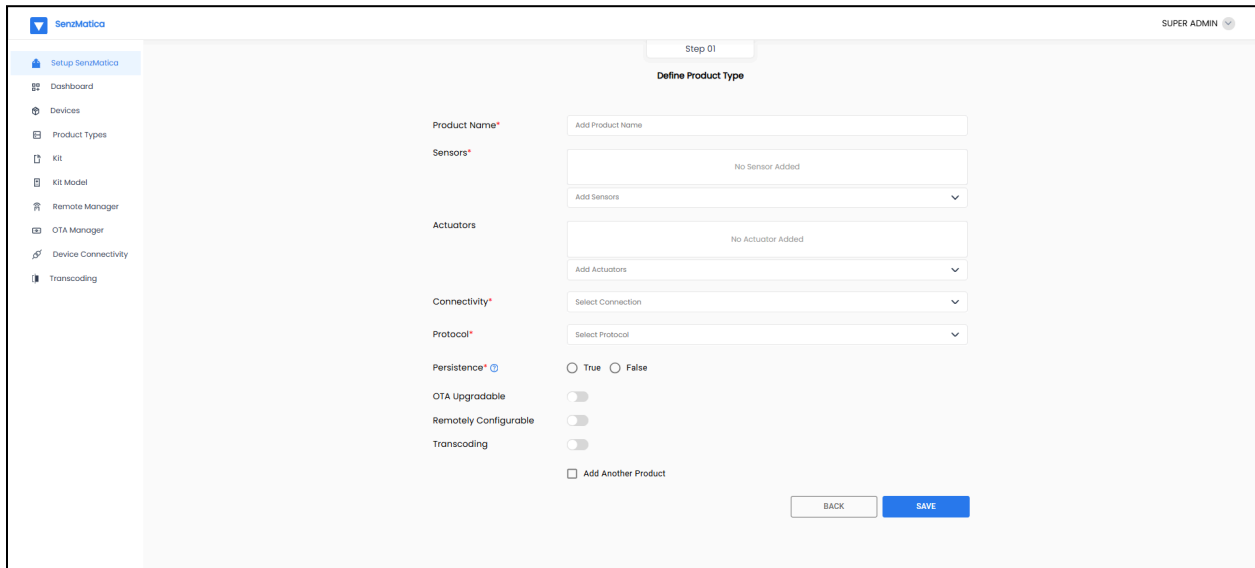 SenzMatica
SUPER ADMIN
Setup SenzMatica
Dashboard
Devices
Product Types
Kit
Kit Model
Remote Manager
OTA Manager
Device Connectivity
Transcoding
Step 01
Define Product Type
Product Name*
Add Product Name
Sensors*
No Sensor Added
Add Sensors
Actuators
No Actuator Added
Add Actuators
Connectivity*
Select Connection
Protocol*
Select Protocol
Persistence* ?
True False
OTA Upgradable
Remotely Configurable
Transcoding
Add Another Product
BACK SAVE